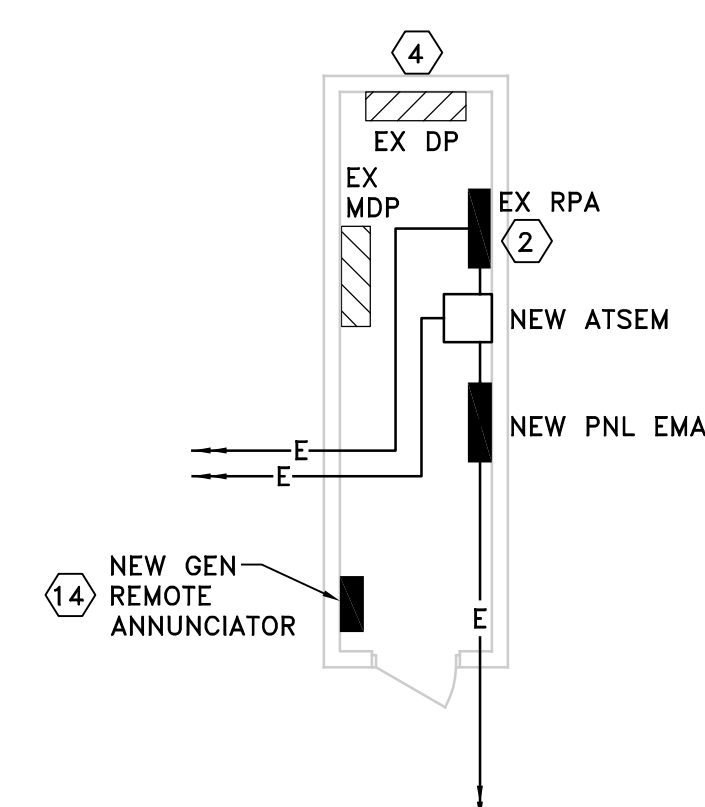 4
EX DP
EX
MDP
EX RPA
2
NEW ATSEM
NEW PNL EMA
E
E
NEW GEN
14 REMOTE
ANNUNCIATOR
E